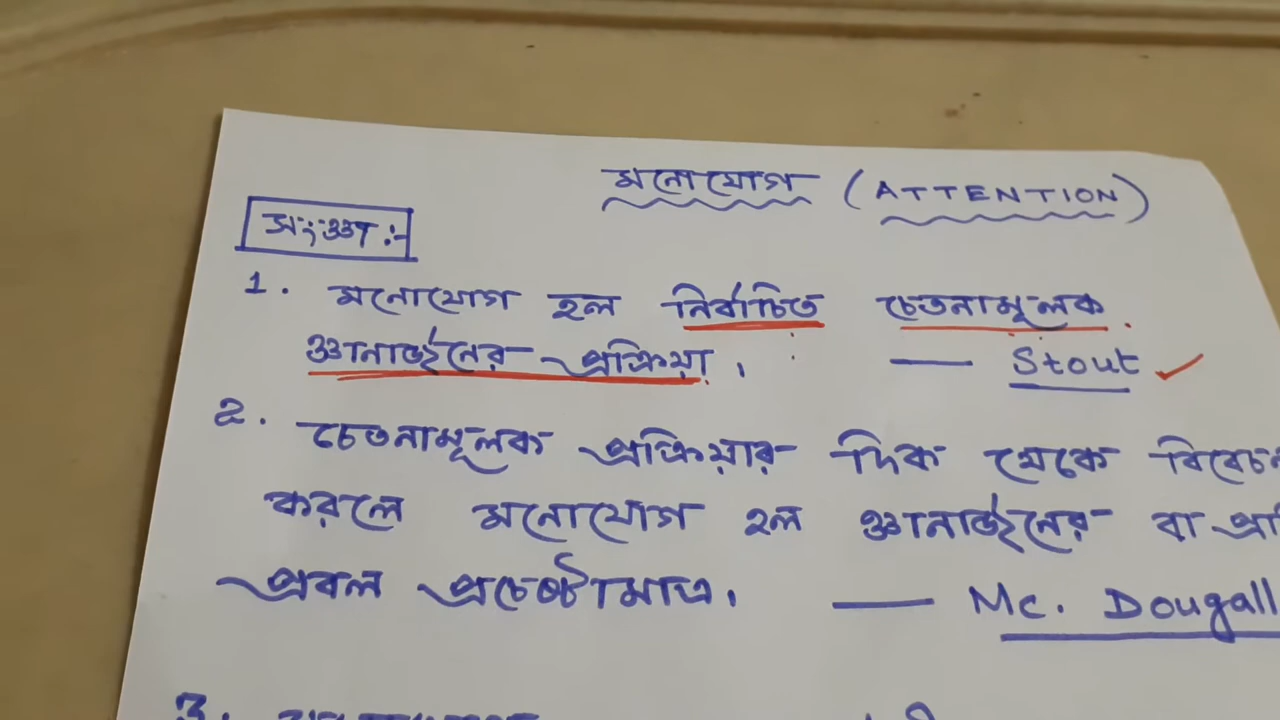 মনোযোগ (ATTENTION)
সংজ্ঞা :-
1. মনোযোগ হল নির্বাচিত চেতনামূলক
জ্ঞানার্জনের প্রক্রিয়া। — Stout ✓
2. চেতনামূলক প্রক্রিয়ার দিক থেকে
করলে মনোযোগ হল জ্ঞানার্জনের বা
প্রবল প্রচেষ্টামাত্র। — Mc. Dougall
3.